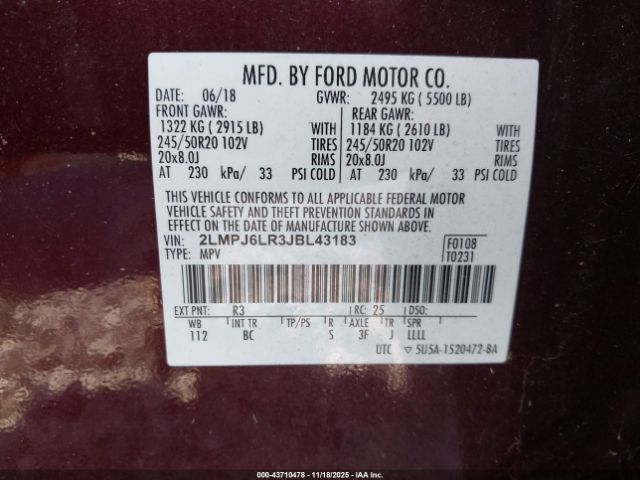 MFD. BY FORD MOTOR CO.
DATE: 06/18 GVWR: 2495 KG ( 5500 LB)
FRONT GAWR: REAR GAWR:
1322 KG ( 2915 LB) WITH 1184 KG ( 2610 LB) WITH
245/50R20 102V TIRES 245/50R20 102V TIRES
20x8.0J RIMS 20x8.0J RIMS
AT 230 kPa/ 33 PSI COLD AT 230 kPa/ 33 PSI COLD
THIS VEHICLE CONFORMS TO ALL APPLICABLE FEDERAL MOTOR
VEHICLE SAFETY AND THEFT PREVENTION STANDARDS IN
EFFECT ON THE DATE OF MANUFACTURE SHOWN ABOVE.
VIN: 2LMPJ6LR3JBL43183 F0108
TYPE: MPV T0231
EXT PNT: R3 RC: 25 DSO:
WB INT TR TP/PS R AXLE TR SPR
112 BC S 3F J LLLL
UTC ▽ 5U5A-1520472-BA
000-43710478 - 11/18/2025 - Copyright © 2025 IAA Inc.